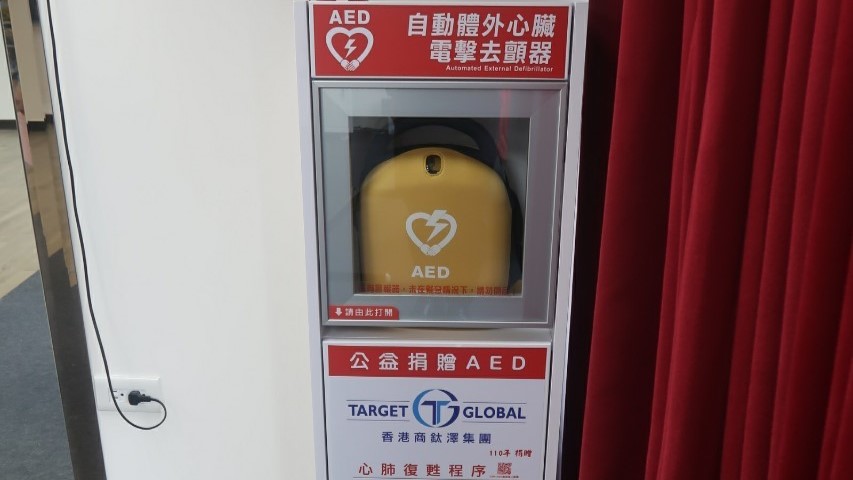 AED
自動體外心臟
電擊去顫器
Automated External Defibrillator
AED
請由此打開
公益捐贈AED
TARGET GLOBAL
香港商鈦澤集團
110年 捐贈
心肺復甦程序